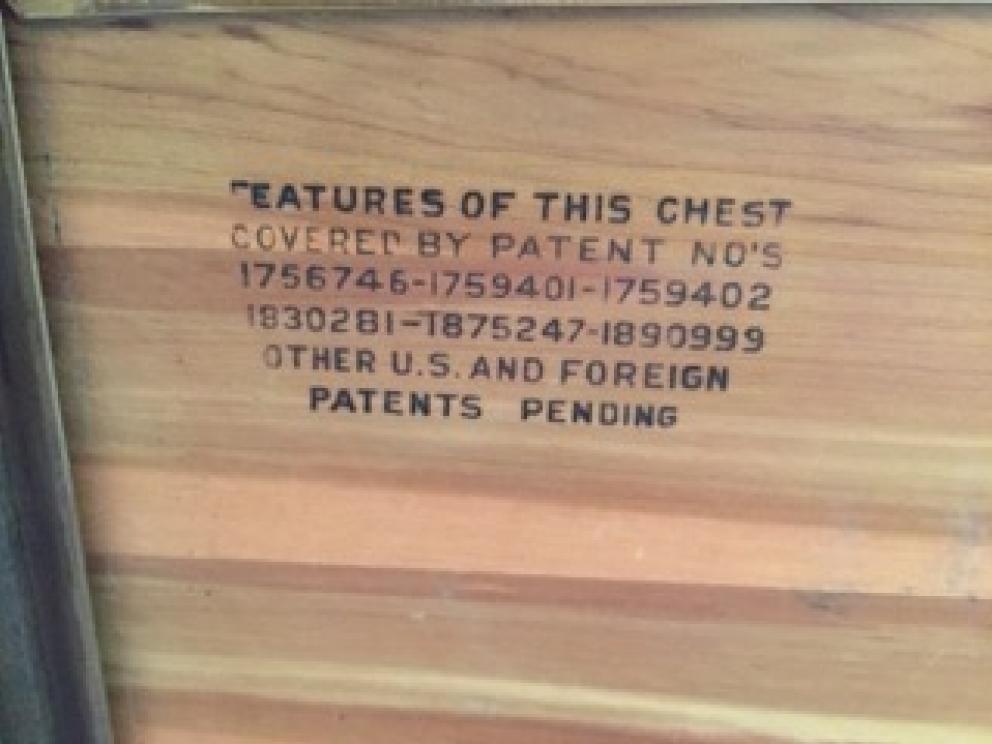 FEATURES OF THIS CHEST
COVERED BY PATENT NO'S
1756746-1759401-1759402
1830281-1875247-1890999
OTHER U.S. AND FOREIGN
PATENTS PENDING